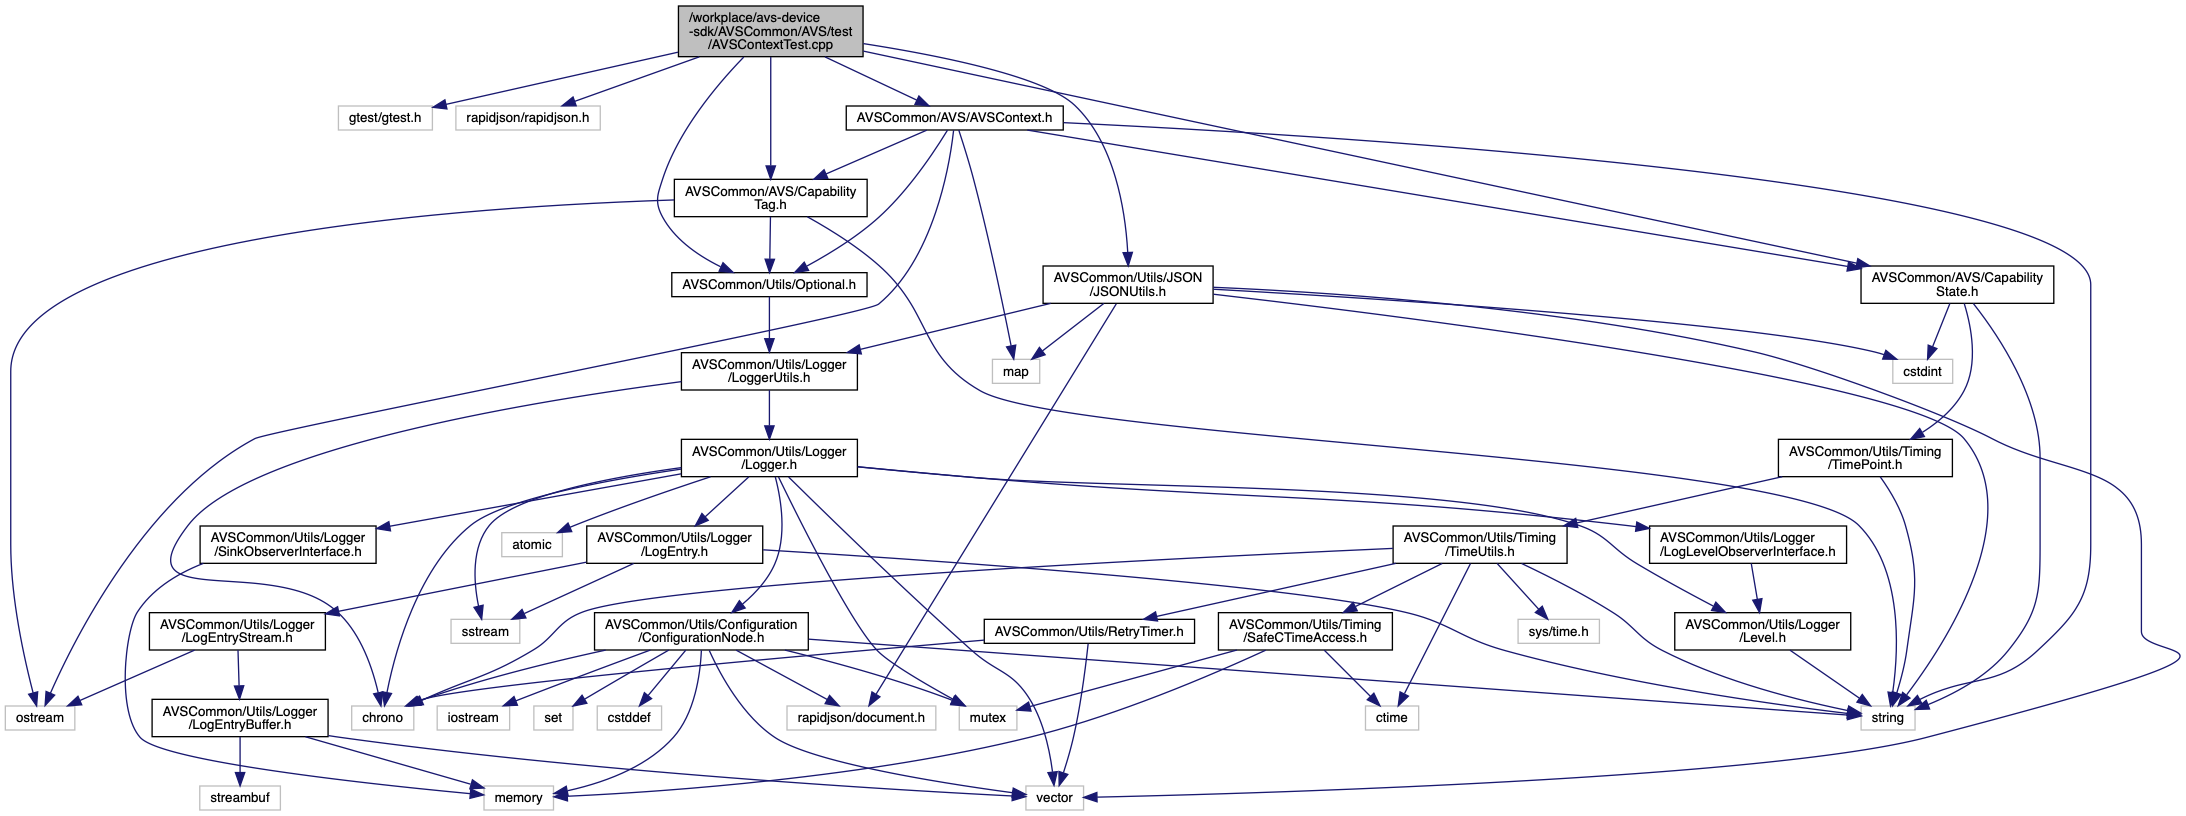 /workplace/avs-device
-sdk/AVSCommon/AVS/test
/AVSContextTest.cpp
gtest/gtest.h
rapidjson/rapidjson.h
AVSCommon/AVS/AVSContext.h
AVSCommon/AVS/Capability
Tag.h
AVSCommon/Utils/Optional.h
AVSCommon/Utils/JSON
/JSONUtils.h
AVSCommon/AVS/Capability
State.h
AVSCommon/Utils/Logger
/LoggerUtils.h
map
cstdint
AVSCommon/Utils/Logger
/Logger.h
AVSCommon/Utils/Timing
/TimePoint.h
AVSCommon/Utils/Logger
/SinkObserverInterface.h
atomic
AVSCommon/Utils/Logger
/LogEntry.h
AVSCommon/Utils/Timing
/TimeUtils.h
AVSCommon/Utils/Logger
/LogLevelObserverInterface.h
AVSCommon/Utils/Logger
/LogEntryStream.h
sstream
AVSCommon/Utils/Configuration
/ConfigurationNode.h
AVSCommon/Utils/RetryTimer.h
AVSCommon/Utils/Timing
/SafeCTimeAccess.h
sys/time.h
AVSCommon/Utils/Logger
/Level.h
ostream
AVSCommon/Utils/Logger
/LogEntryBuffer.h
chrono
iostream
set
cstddef
rapidjson/document.h
mutex
ctime
string
streambuf
memory
vector